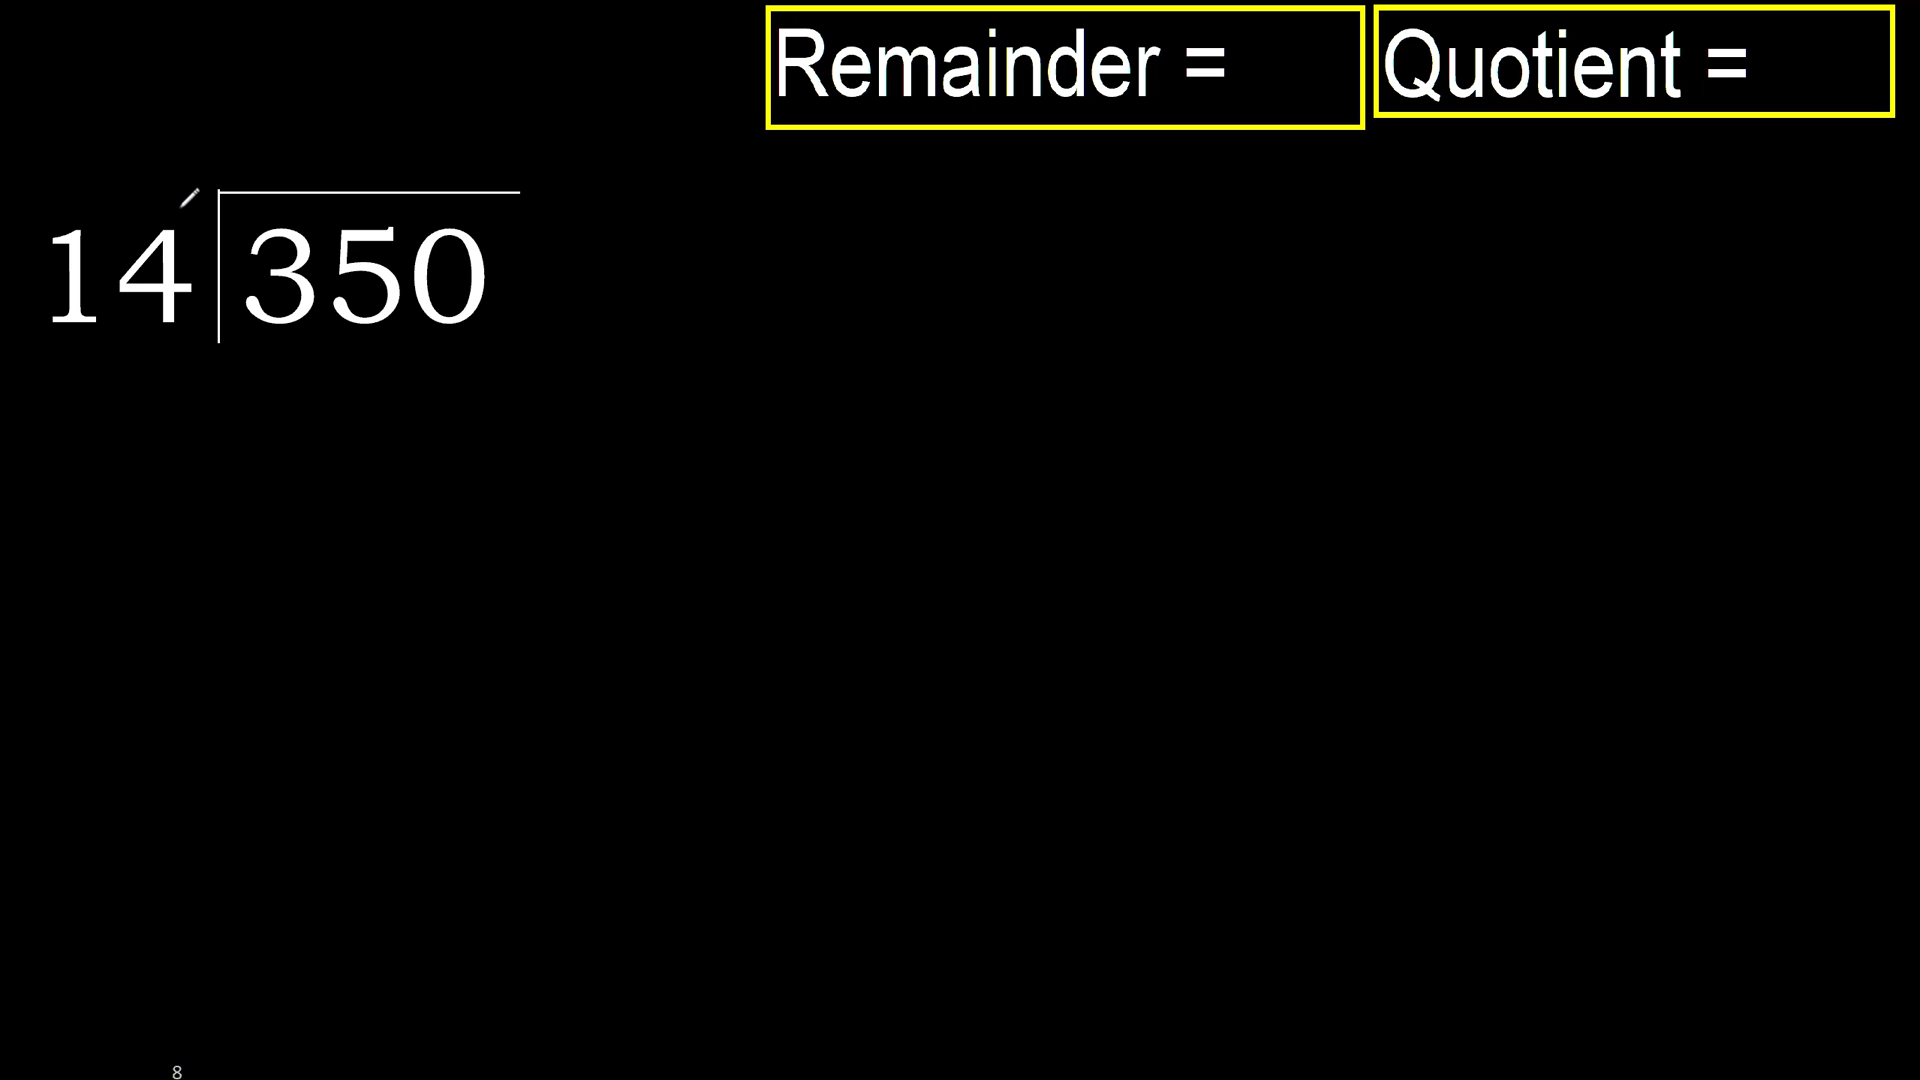 Remainder = Quotient =
14 350
8